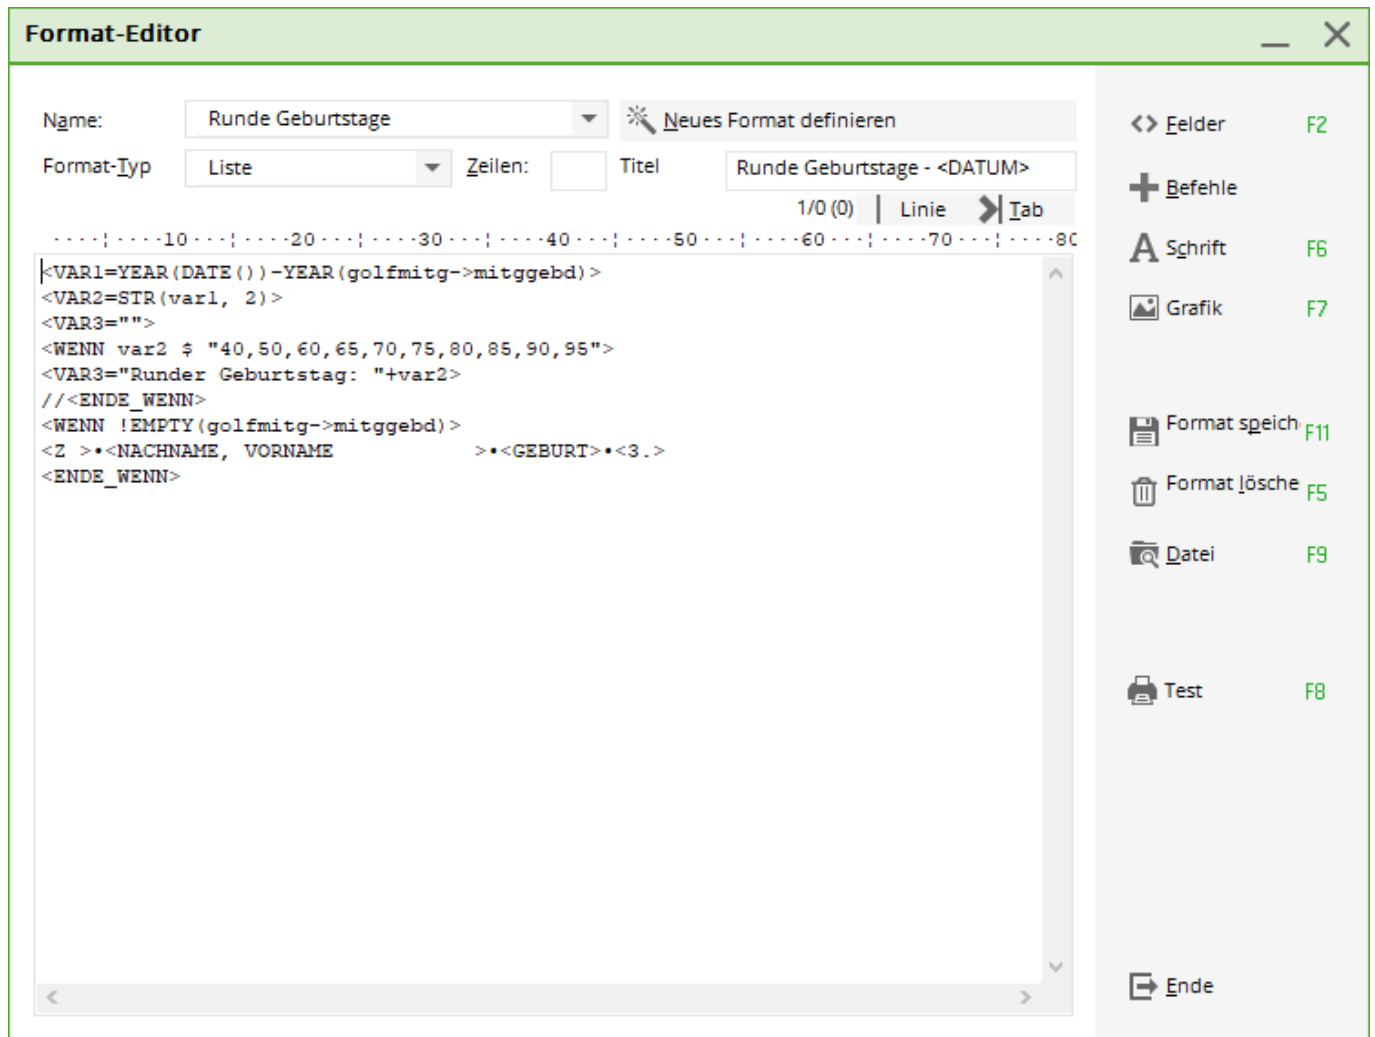 Format-Editor
Name: Runde Geburtstage Neues Format definieren
Format-Typ Liste Zeilen: Titel Runde Geburtstage - <DATUM>
1/0 (0) Linie Tab
····¦····10···¦····20···¦····30···¦····40···¦····50···¦····60···¦····70···¦····80
<VAR1=YEAR(DATE())-YEAR(golfmitg->mitggebd)>
<VAR2=STR(var1, 2)>
<VAR3="">
<WENN var2 $ "40,50,60,65,70,75,80,85,90,95">
<VAR3="Runder Geburtstag: "+var2>
//<ENDE_WENN>
<WENN !EMPTY(golfmitg->mitggebd)>
<Z >•<NACHNAME, VORNAME           >•<GEBURT>•<3.>
<ENDE_WENN>
Felder F2
Befehle
Schrift F6
Grafik F7
Format speich F11
Format lösche F5
Datei F9
Test F8
Ende